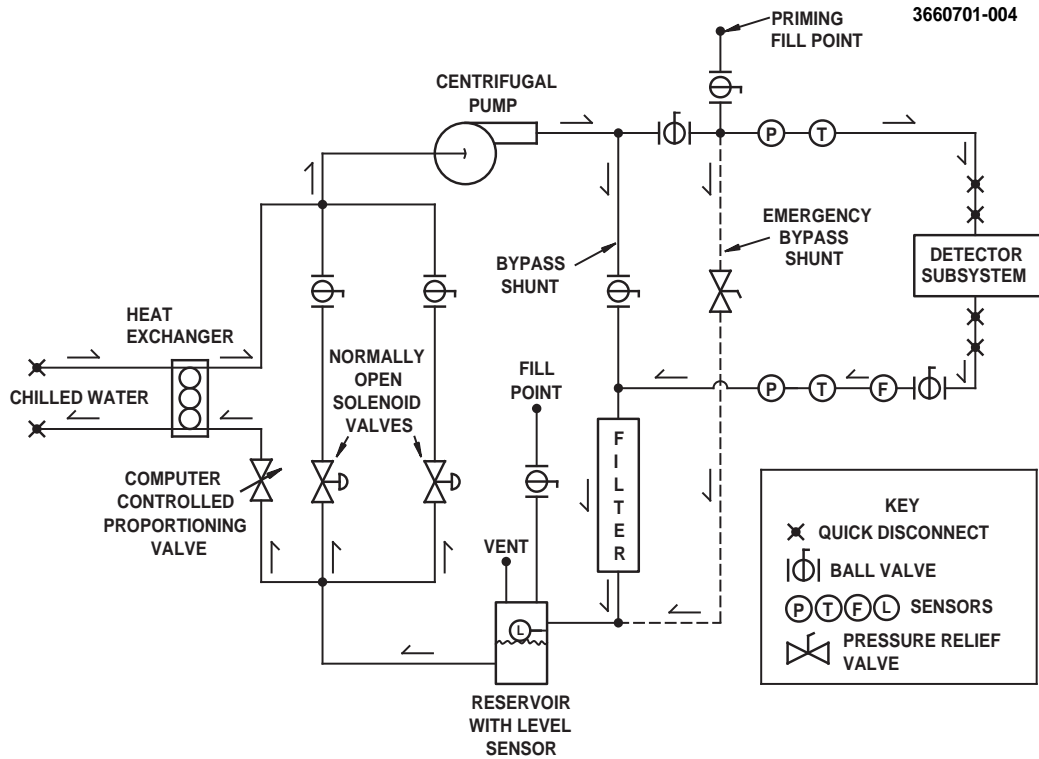 3660701-004
PRIMING
FILL POINT
CENTRIFUGAL
PUMP
P
T
EMERGENCY
BYPASS
SHUNT
BYPASS
SHUNT
DETECTOR
SUBSYSTEM
HEAT
EXCHANGER
CHILLED WATER
NORMALLY
OPEN
SOLENOID
VALVES
FILL
POINT
P
T
F
COMPUTER
CONTROLLED
PROPORTIONING
VALVE
F
I
L
T
E
R
VENT
L
RESERVOIR
WITH LEVEL
SENSOR
KEY
QUICK DISCONNECT
BALL VALVE
P T F L SENSORS
PRESSURE RELIEF
VALVE